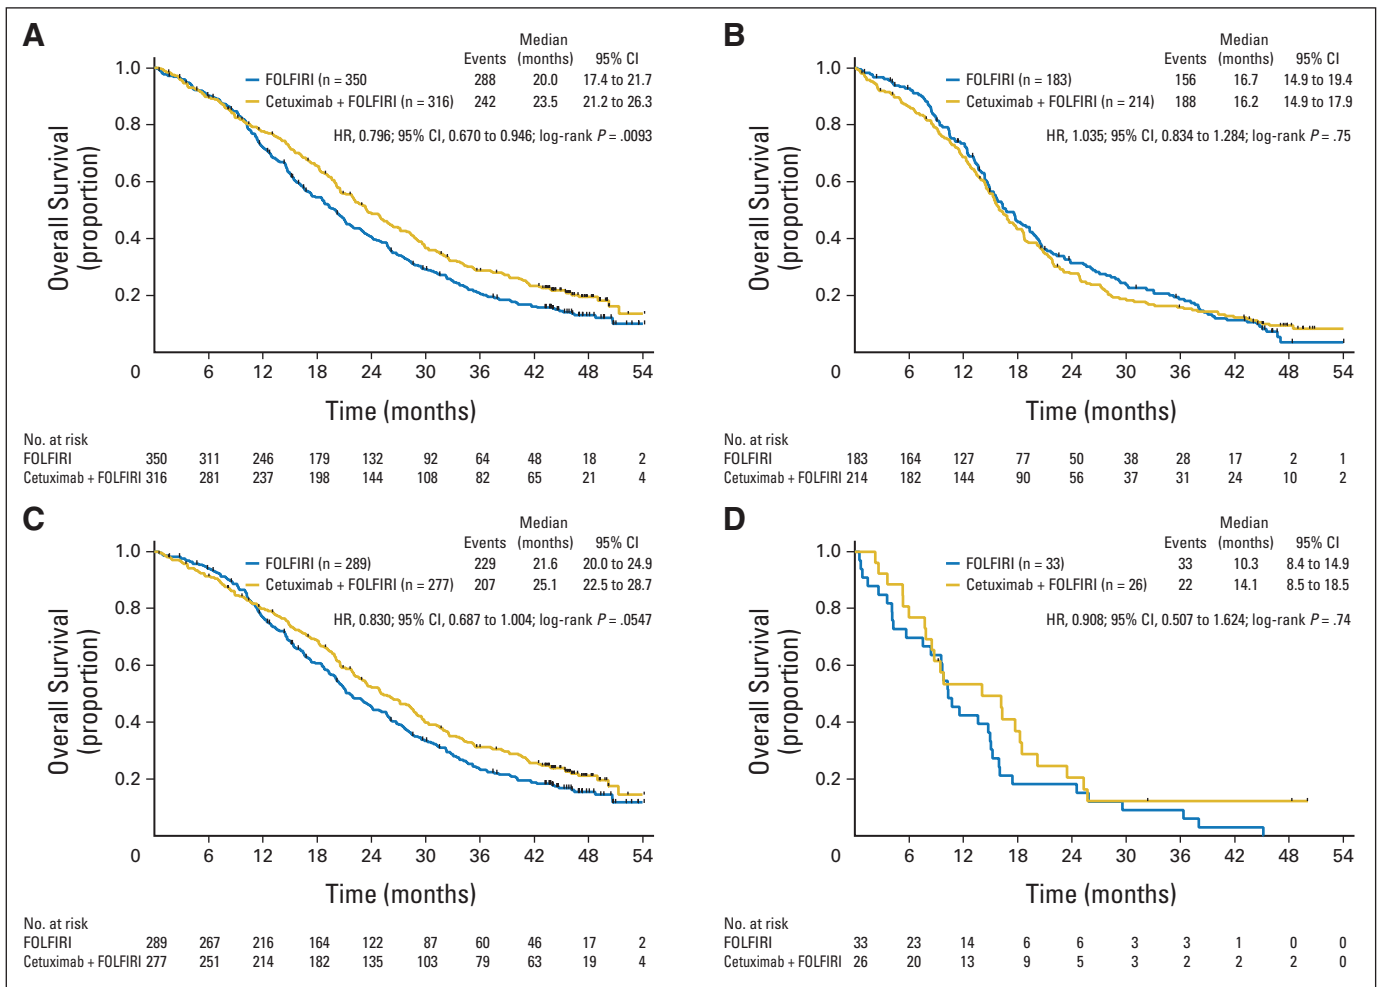 A
Events Median (months) 95% CI
FOLFIRI (n = 350 288 20.0 17.4 to 21.7
Cetuximab + FOLFIRI (n = 316) 242 23.5 21.2 to 26.3
HR, 0.796; 95% CI, 0.670 to 0.946; log-rank P = .0093
Overall Survival
(proportion)
1.0
0.8
0.6
0.4
0.2
0 6 12 18 24 30 36 42 48 54
Time (months)
No. at risk
FOLFIRI 350 311 246 179 132 92 64 48 18 2
Cetuximab + FOLFIRI 316 281 237 198 144 108 82 65 21 4
B
Events Median (months) 95% CI
FOLFIRI (n = 183) 156 16.7 14.9 to 19.4
Cetuximab + FOLFIRI (n = 214) 188 16.2 14.9 to 17.9
HR, 1.035; 95% CI, 0.834 to 1.284; log-rank P = .75
Overall Survival
(proportion)
1.0
0.8
0.6
0.4
0.2
0 6 12 18 24 30 36 42 48 54
Time (months)
No. at risk
FOLFIRI 183 164 127 77 50 38 28 17 2 1
Cetuximab + FOLFIRI 214 182 144 90 56 37 31 24 10 2
C
Events Median (months) 95% CI
FOLFIRI (n = 289) 229 21.6 20.0 to 24.9
Cetuximab + FOLFIRI (n = 277) 207 25.1 22.5 to 28.7
HR, 0.830; 95% CI, 0.687 to 1.004; log-rank P = .0547
Overall Survival
(proportion)
1.0
0.8
0.6
0.4
0.2
0 6 12 18 24 30 36 42 48 54
Time (months)
No. at risk
FOLFIRI 289 267 216 164 122 87 60 46 17 2
Cetuximab + FOLFIRI 277 251 214 182 135 103 79 63 19 4
D
Events Median (months) 95% CI
FOLFIRI (n = 33) 33 10.3 8.4 to 14.9
Cetuximab + FOLFIRI (n = 26) 22 14.1 8.5 to 18.5
HR, 0.908; 95% CI, 0.507 to 1.624; log-rank P = .74
Overall Survival
(proportion)
1.0
0.8
0.6
0.4
0.2
0 6 12 18 24 30 36 42 48 54
Time (months)
No. at risk
FOLFIRI 33 23 14 6 6 3 3 1 0 0
Cetuximab + FOLFIRI 26 20 13 9 5 3 2 2 2 0